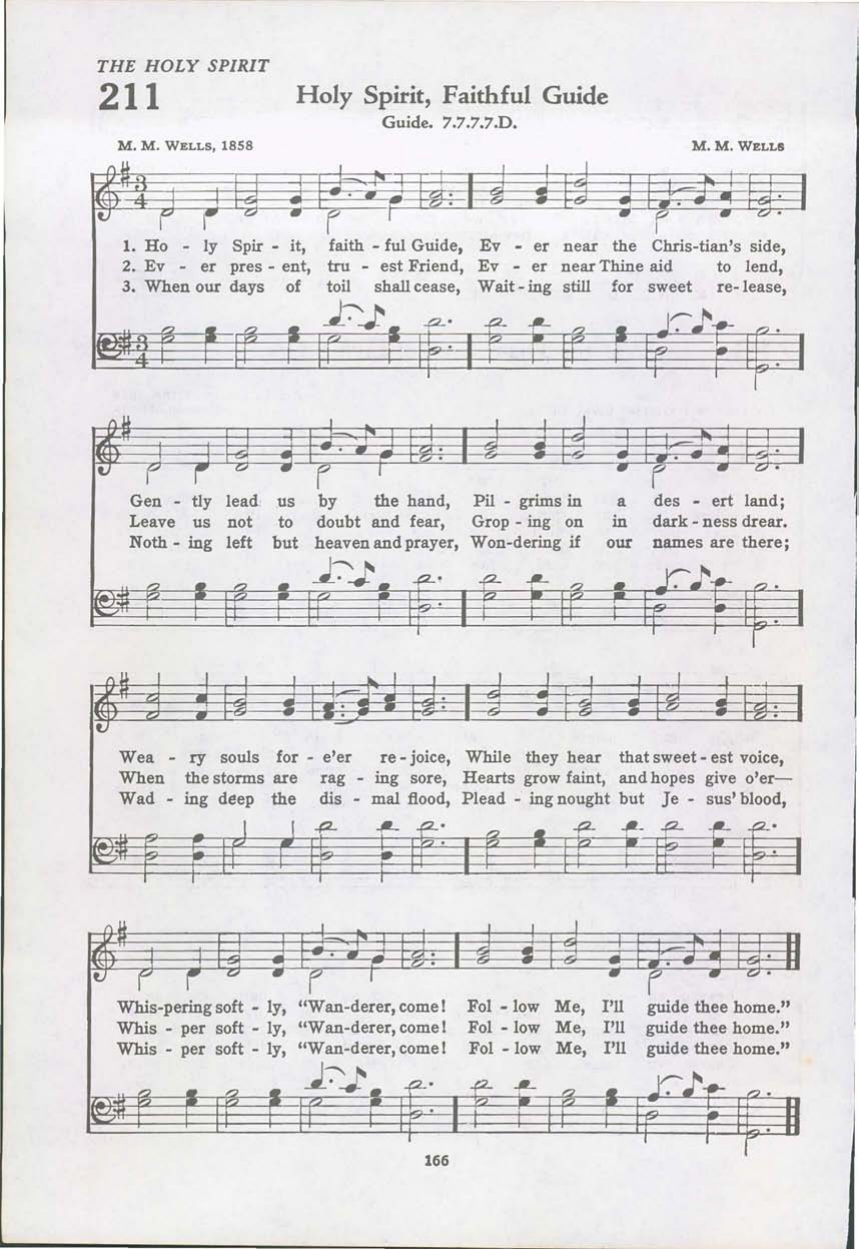 THE HOLY SPIRIT
211 Holy Spirit, Faithful Guide
Guide. 7.7.7.7.D.
M. M. WELLS, 1858 M. M. WELLS
3
4
1. Ho - ly Spir - it, faith - ful Guide, Ev - er near the Chris-tian's side,
2. Ev - er pres - ent, tru - est Friend, Ev - er near Thine aid to lend,
3. When our days of toil shall cease, Wait - ing still for sweet re - lease,
3
4
Gen - tly lead us by the hand, Pil - grims in a des - ert land;
Leave us not to doubt and fear, Grop - ing on in dark - ness drear.
Noth - ing left but heaven and prayer, Won-dering if our names are there;
Wea - ry souls for - e'er re - joice, While they hear that sweet - est voice,
When the storms are rag - ing sore, Hearts grow faint, and hopes give o'er—
Wad - ing deep the dis - mal flood, Plead - ing nought but Je - sus' blood,
Whis-pering soft - ly, “Wan-derer, come! Fol - low Me, I'll guide thee home.”
Whis - per soft - ly, “Wan-derer, come! Fol - low Me, I'll guide thee home.”
Whis - per soft - ly, “Wan-derer, come! Fol - low Me, I'll guide thee home.”
166